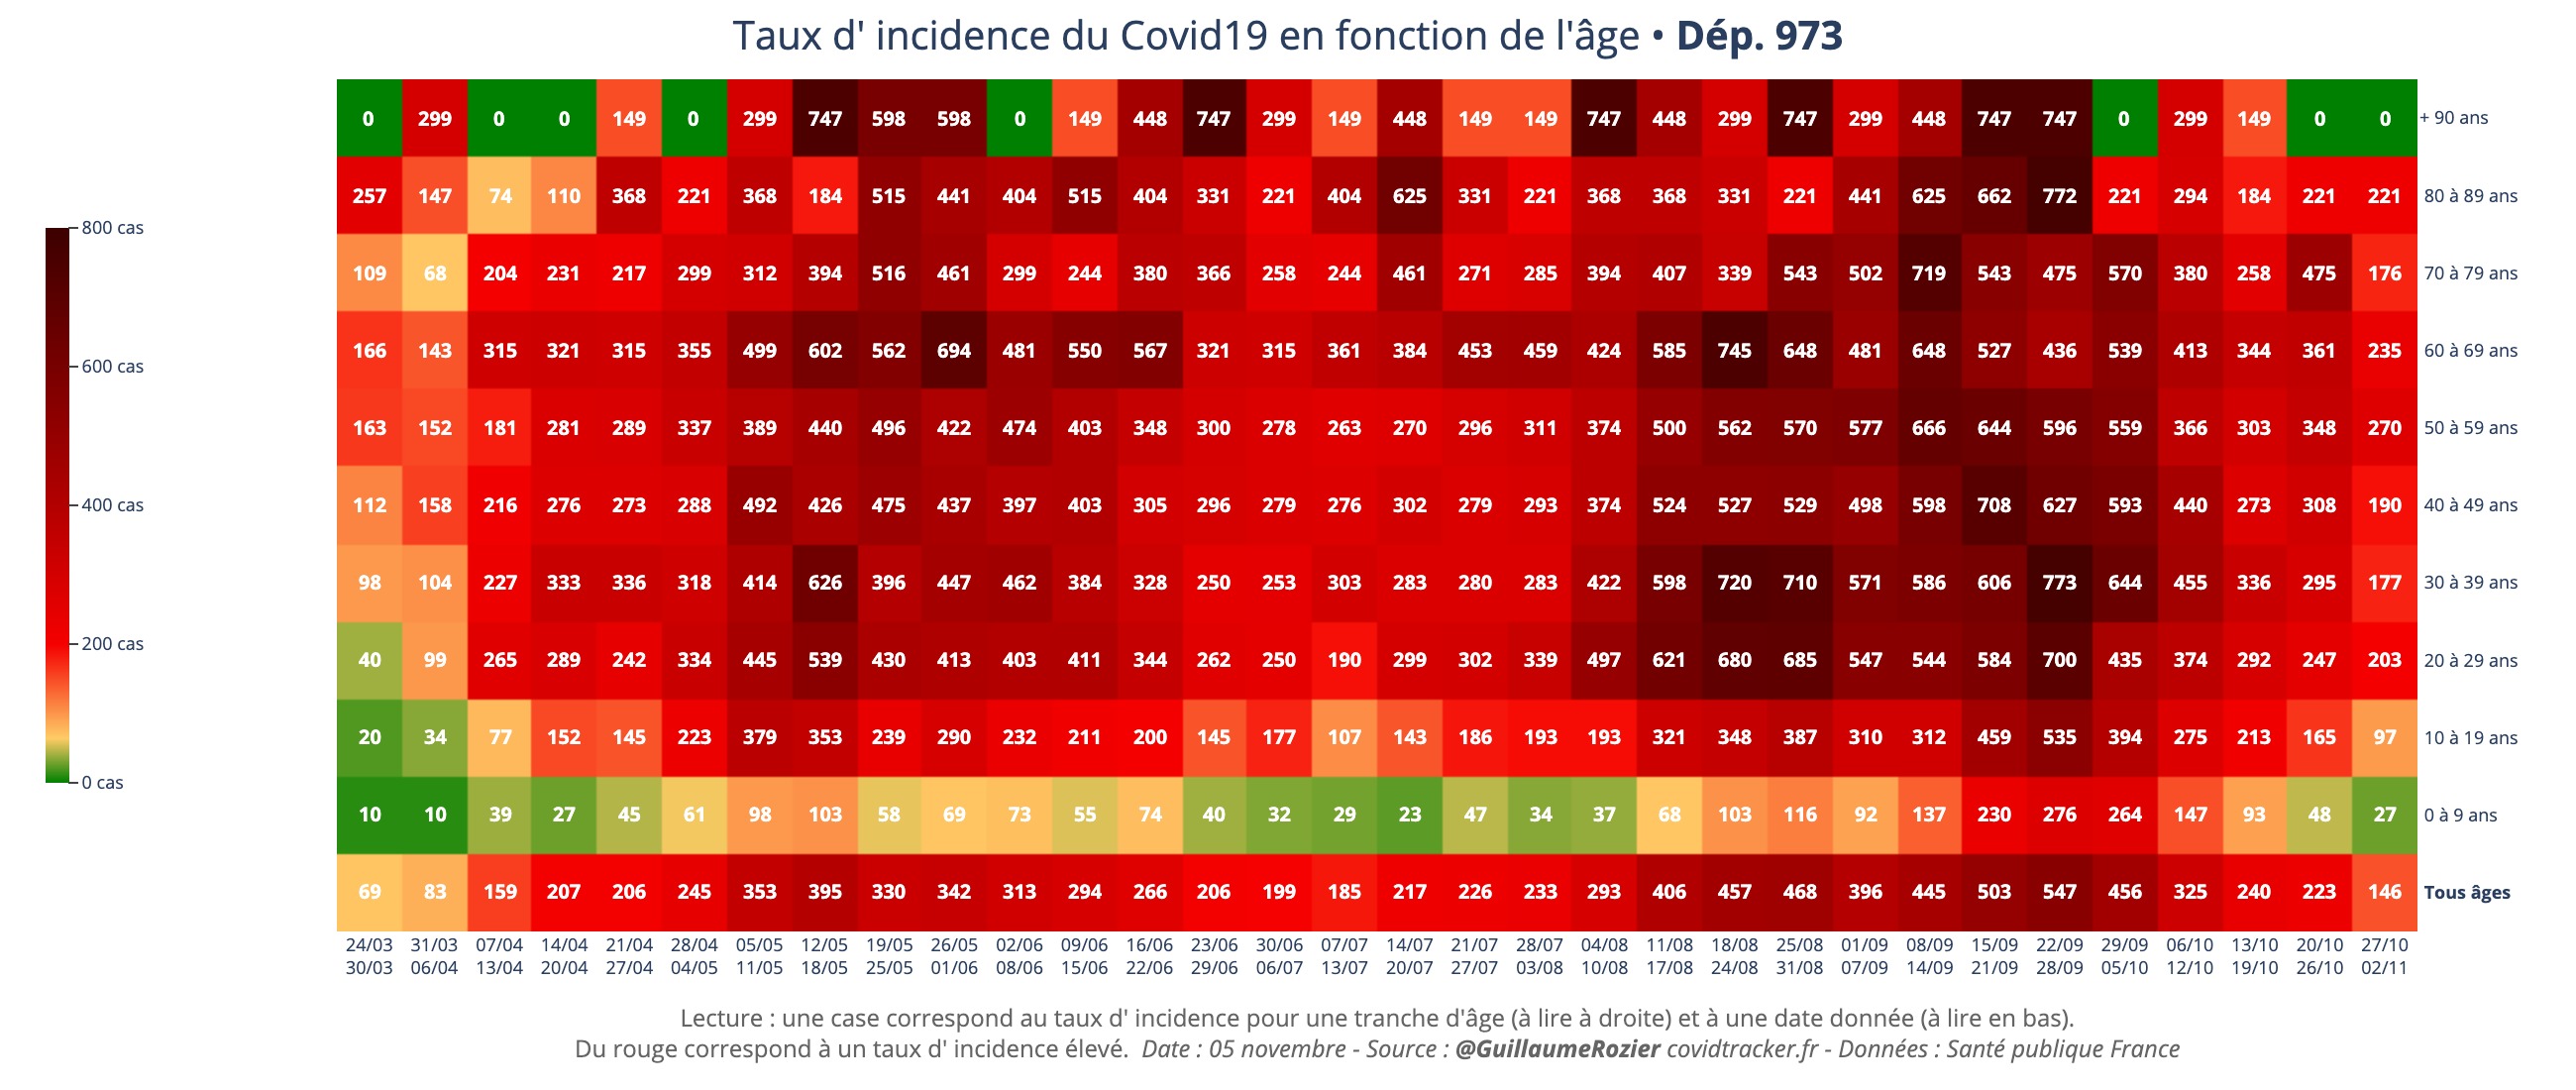 Taux d' incidence du Covid19 en fonction de l'âge • Dép. 973
800 cas
600 cas
400 cas
200 cas
0 cas
0 299 0 0 149 0 299 747 598 598 0 149 448 747 299 149 448 149 149 747 448 299 747 299 448 747 747 0 299 149 0 0 + 90 ans
257 147 74 110 368 221 368 184 515 441 404 515 404 331 221 404 625 331 221 368 368 331 221 441 625 662 772 221 294 184 221 221 80 à 89 ans
109 68 204 231 217 299 312 394 516 461 299 244 380 366 258 244 461 271 285 394 407 339 543 502 719 543 475 570 380 258 475 176 70 à 79 ans
166 143 315 321 315 355 499 602 562 694 481 550 567 321 315 361 384 453 459 424 585 745 648 481 648 527 436 539 413 344 361 235 60 à 69 ans
163 152 181 281 289 337 389 440 496 422 474 403 348 300 278 263 270 296 311 374 500 562 570 577 666 644 596 559 366 303 348 270 50 à 59 ans
112 158 216 276 273 288 492 426 475 437 397 403 305 296 279 276 302 279 293 374 524 527 529 498 598 708 627 593 440 273 308 190 40 à 49 ans
98 104 227 333 336 318 414 626 396 447 462 384 328 250 253 303 283 280 283 422 598 720 710 571 586 606 773 644 455 336 295 177 30 à 39 ans
40 99 265 289 242 334 445 539 430 413 403 411 344 262 250 190 299 302 339 497 621 680 685 547 544 584 700 435 374 292 247 203 20 à 29 ans
20 34 77 152 145 223 379 353 239 290 232 211 200 145 177 107 143 186 193 193 321 348 387 310 312 459 535 394 275 213 165 97 10 à 19 ans
10 10 39 27 45 61 98 103 58 69 73 55 74 40 32 29 23 47 34 37 68 103 116 92 137 230 276 264 147 93 48 27 0 à 9 ans
69 83 159 207 206 245 353 395 330 342 313 294 266 206 199 185 217 226 233 293 406 457 468 396 445 503 547 456 325 240 223 146 Tous âges
24/03 31/03 07/04 14/04 21/04 28/04 05/05 12/05 19/05 26/05 02/06 09/06 16/06 23/06 30/06 07/07 14/07 21/07 28/07 04/08 11/08 18/08 25/08 01/09 08/09 15/09 22/09 29/09 06/10 13/10 20/10 27/10
30/03 06/04 13/04 20/04 27/04 04/05 11/05 18/05 25/05 01/06 08/06 15/06 22/06 29/06 06/07 13/07 20/07 27/07 03/08 10/08 17/08 24/08 31/08 07/09 14/09 21/09 28/09 05/10 12/10 19/10 26/10 02/11
Lecture : une case correspond au taux d' incidence pour une tranche d'âge (à lire à droite) et à une date donnée (à lire en bas).
Du rouge correspond à un taux d' incidence élevé. Date : 05 novembre - Source : @GuillaumeRozier covidtracker.fr - Données : Santé publique France